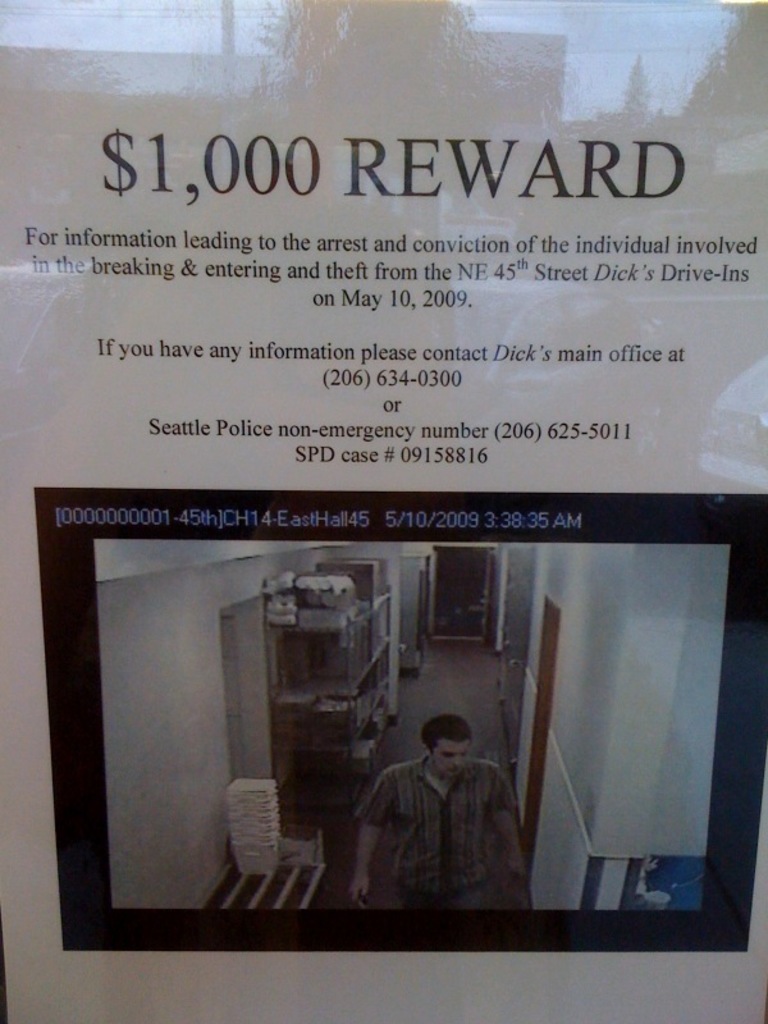 $1,000 REWARD
For information leading to the arrest and conviction of the individual involved
in the breaking & entering and theft from the NE 45th Street Dick's Drive-Ins
on May 10, 2009.
If you have any information please contact Dick's main office at
(206) 634-0300
or
Seattle Police non-emergency number (206) 625-5011
SPD case # 09158816
[0000000001-45th]CH14-EastHall45 5/10/2009 3:38:35 AM